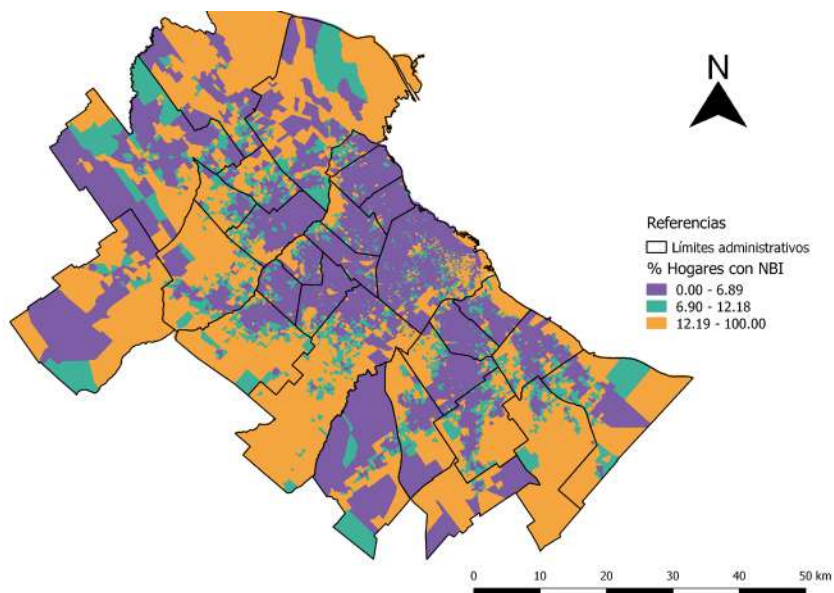 N
Referencias
Límites administrativos
% Hogares con NBI
0.00 - 6.89
6.90 - 12.18
12.19 - 100.00
0 10 20 30 40 50 km